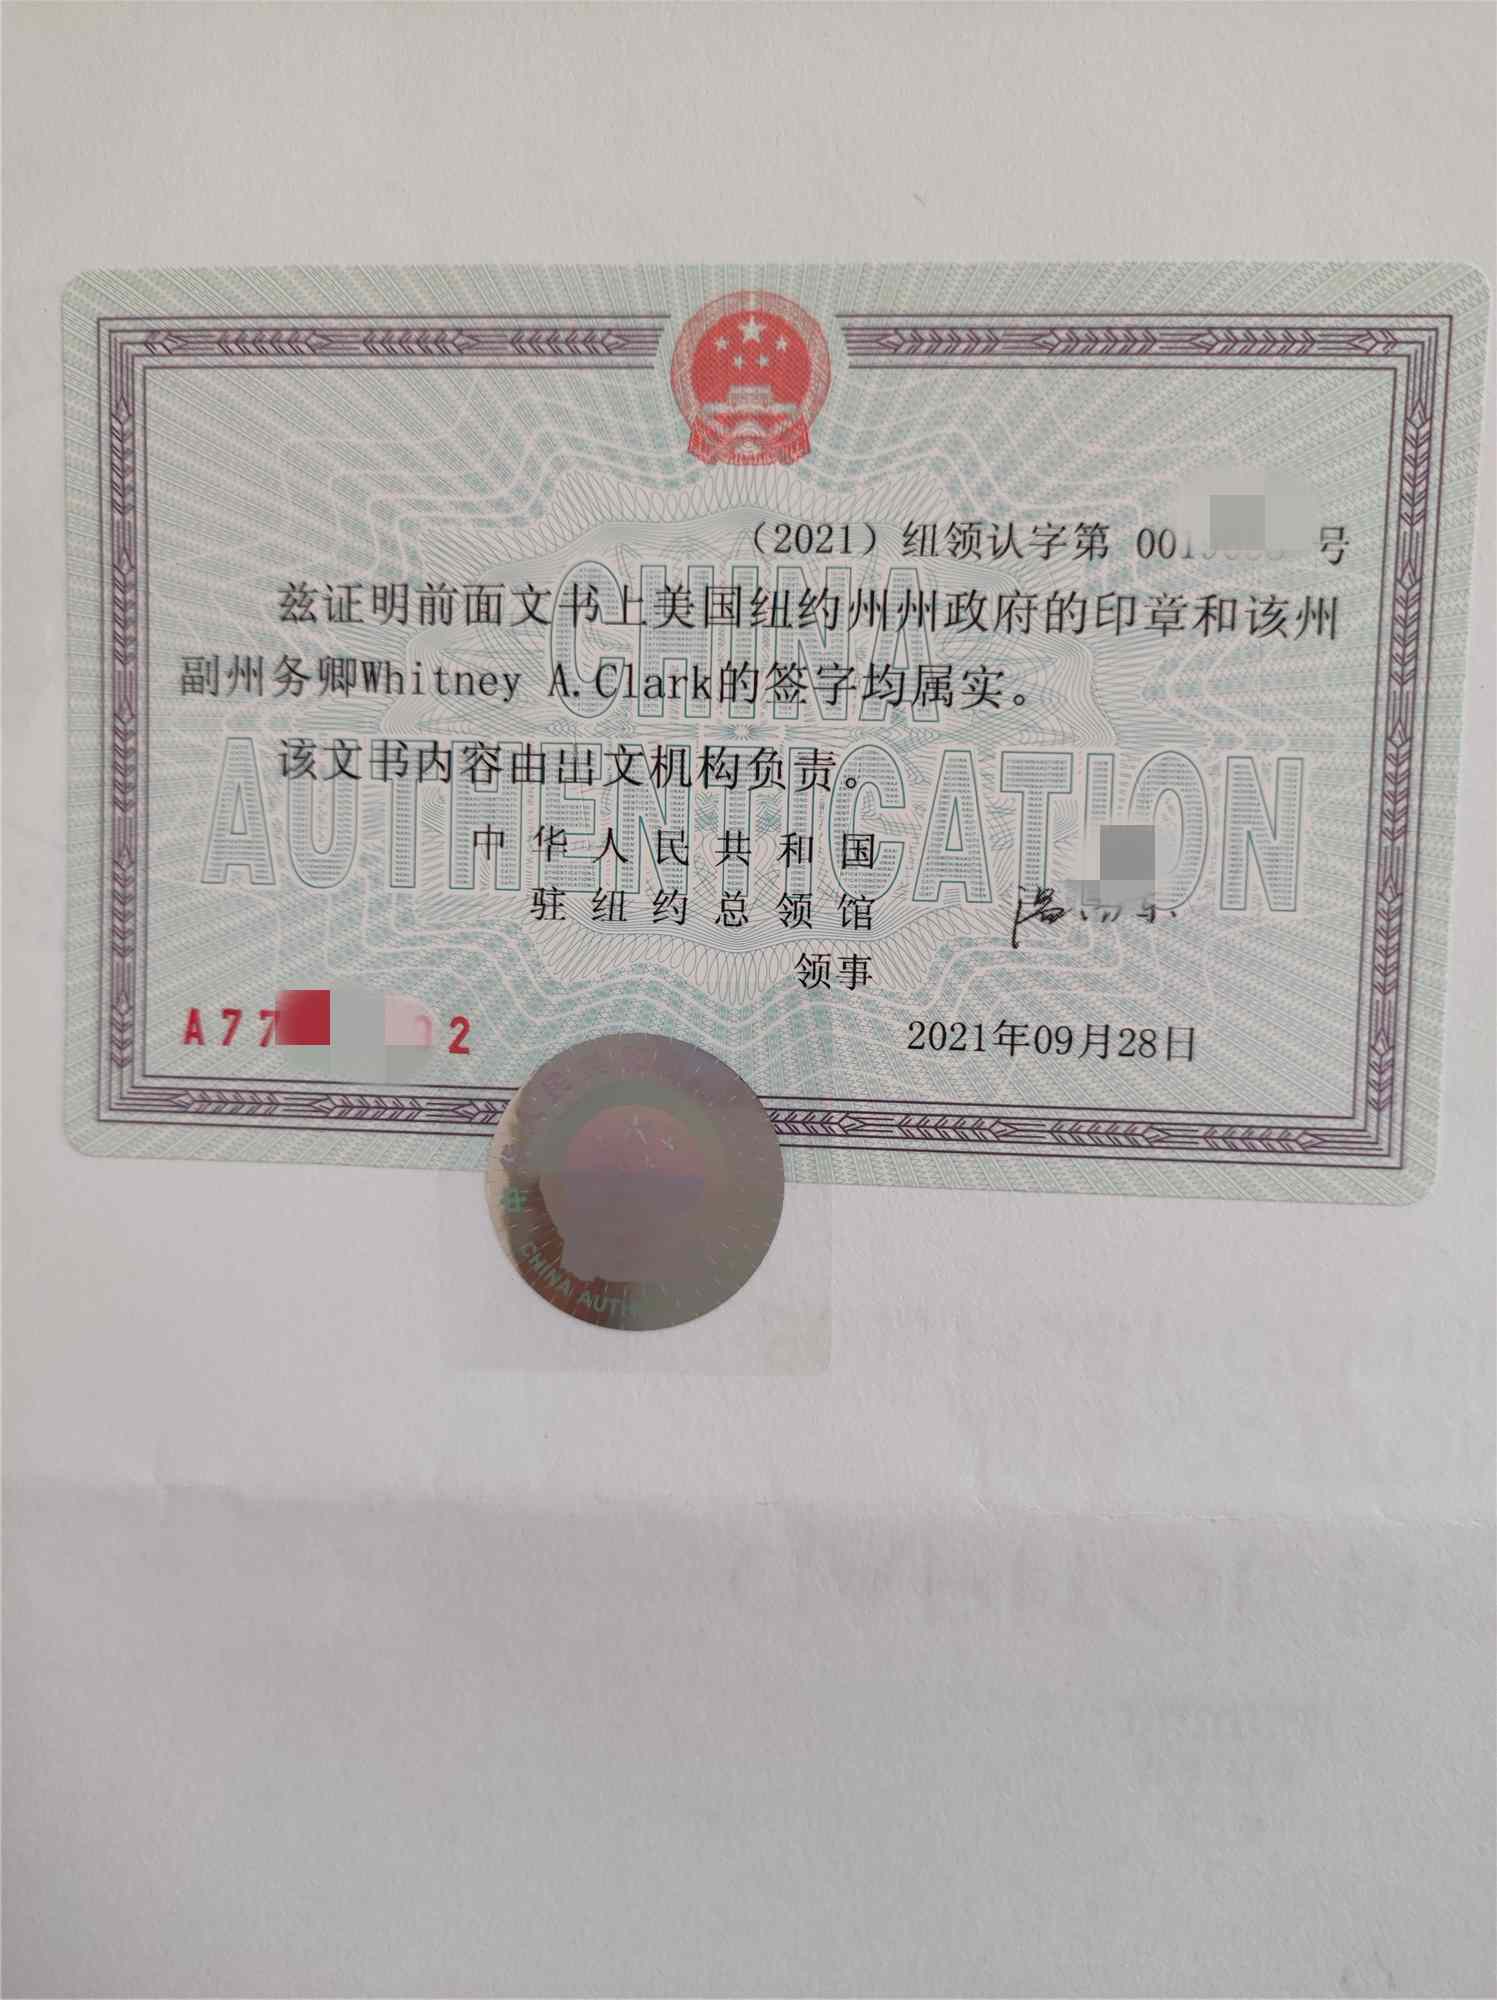 （2021）纽领认字第 001 号
兹证明前面文书上美国纽约州州政府的印章和该州
副州务卿Whitney A.Clark的签字均属实。
该文书内容由出文机构负责。
中华人民共和国
驻纽约总领馆
领事
2021年09月28日
A77 02
CHINA
AUTHENTICATION
CHINA AUTH